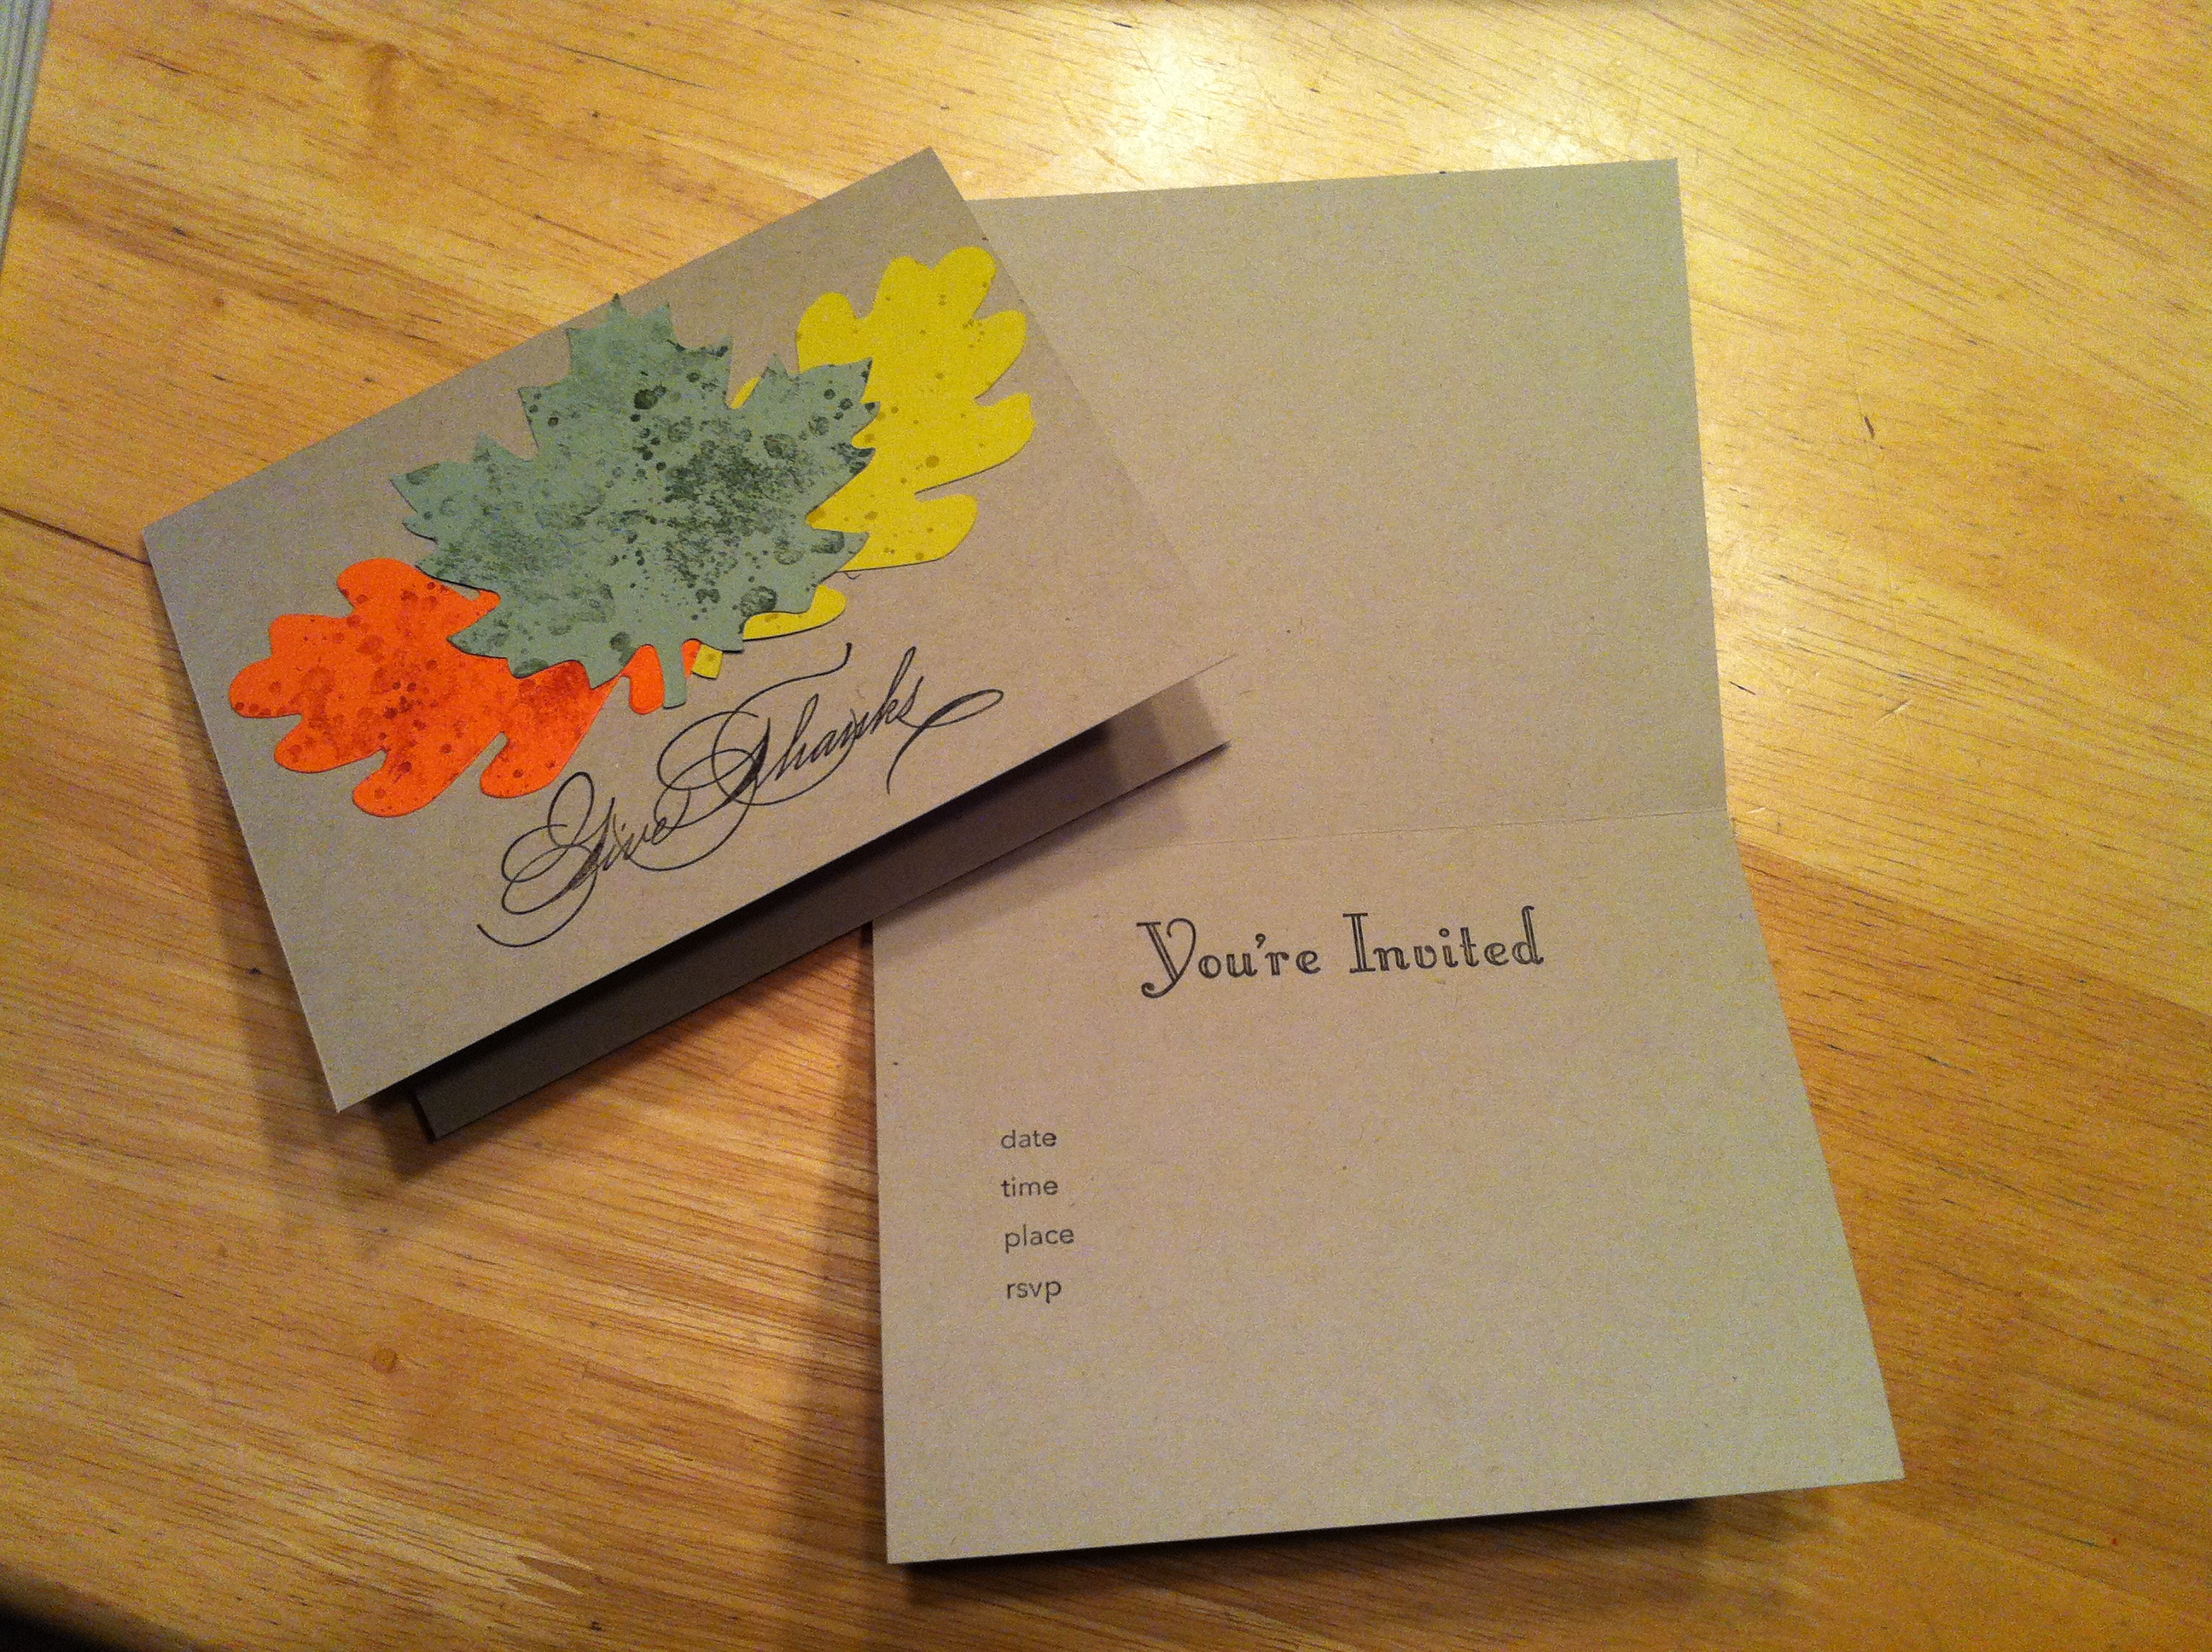 Give Thanks
You're Invited
date
time
place
rsvp